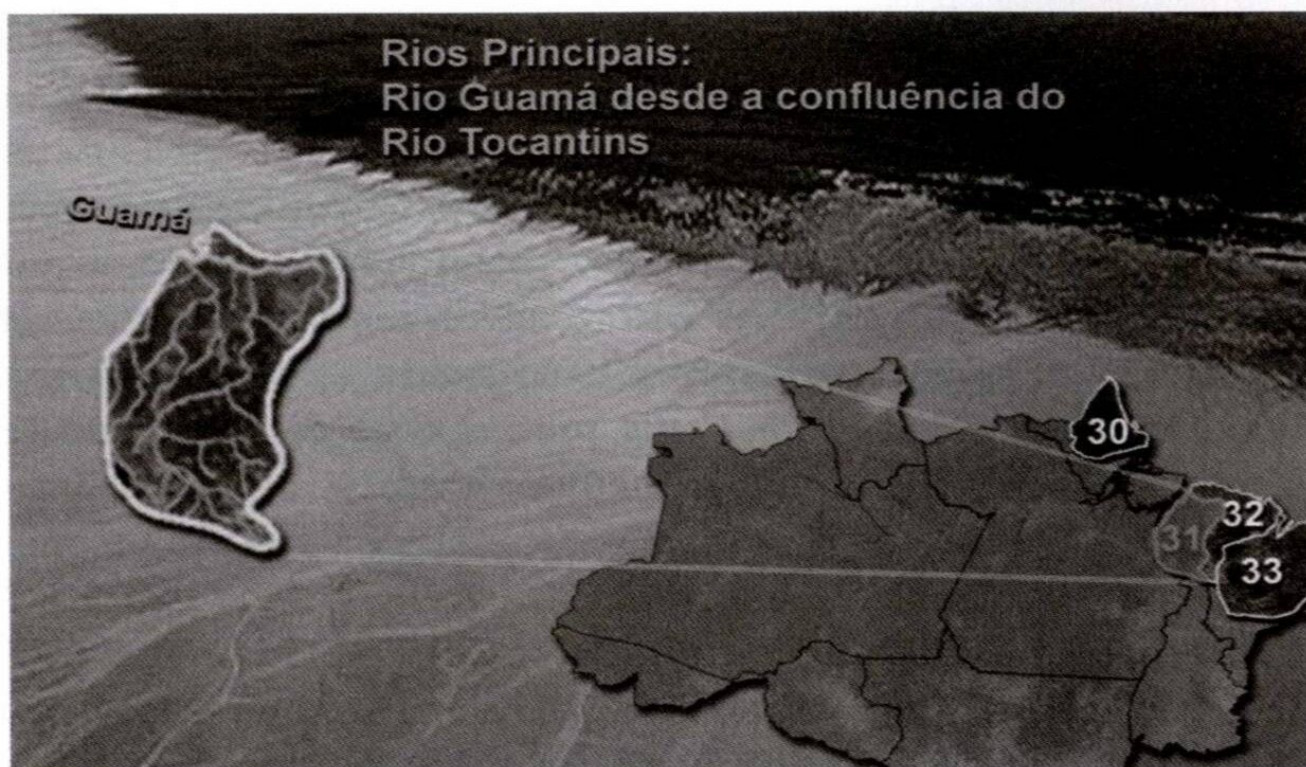 Rios Principais:
Rio Guamá desde a confluência do
Rio Tocantins
Guamá
30
32
31
33